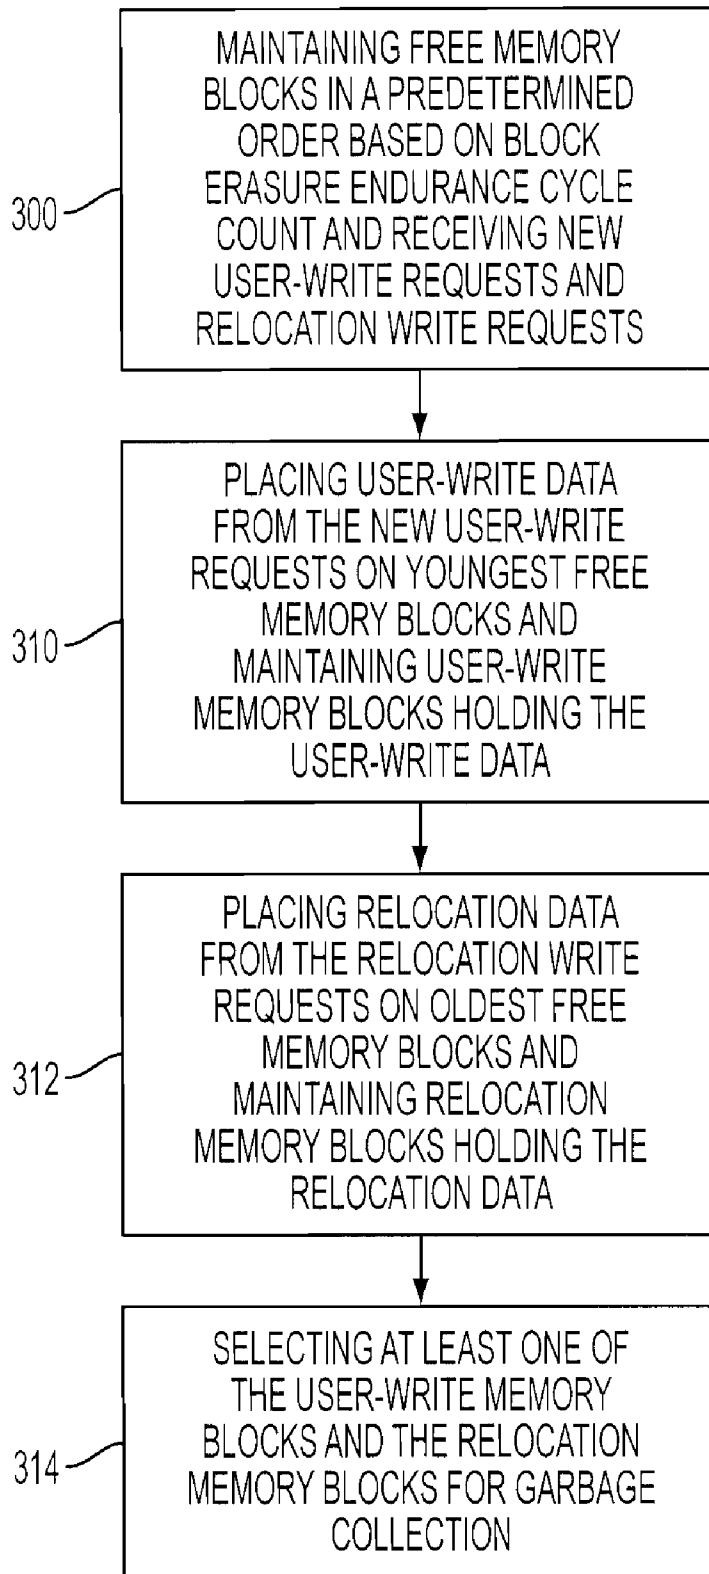 MAINTAINING FREE MEMORY
BLOCKS IN A PREDETERMINED
ORDER BASED ON BLOCK
ERASURE ENDURANCE CYCLE
COUNT AND RECEIVING NEW
USER-WRITE REQUESTS AND
RELOCATION WRITE REQUESTS
300
PLACING USER-WRITE DATA
FROM THE NEW USER-WRITE
REQUESTS ON YOUNGEST FREE
MEMORY BLOCKS AND
MAINTAINING USER-WRITE
MEMORY BLOCKS HOLDING THE
USER-WRITE DATA
310
PLACING RELOCATION DATA
FROM THE RELOCATION WRITE
REQUESTS ON OLDEST FREE
MEMORY BLOCKS AND
MAINTAINING RELOCATION
MEMORY BLOCKS HOLDING THE
RELOCATION DATA
312
SELECTING AT LEAST ONE OF
THE USER-WRITE MEMORY
BLOCKS AND THE RELOCATION
MEMORY BLOCKS FOR GARBAGE
COLLECTION
314